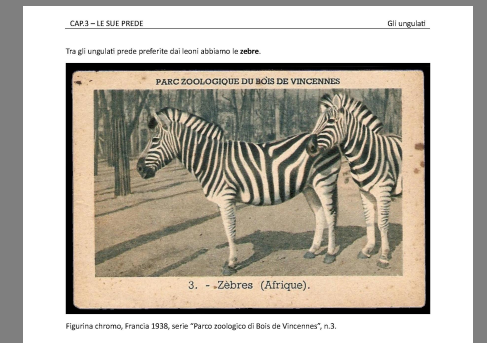 CAP.3 – LE SUE PREDE Gli ungulati
Tra gli ungulati prede preferite dai leoni abbiamo le zebre.
PARC ZOOLOGIQUE DU BOIS DE VINCENNES
3. - Zèbres (Afrique).
Figurina chromo, Francia 1938, serie “Parco zoologico di Bois de Vincennes”, n.3.